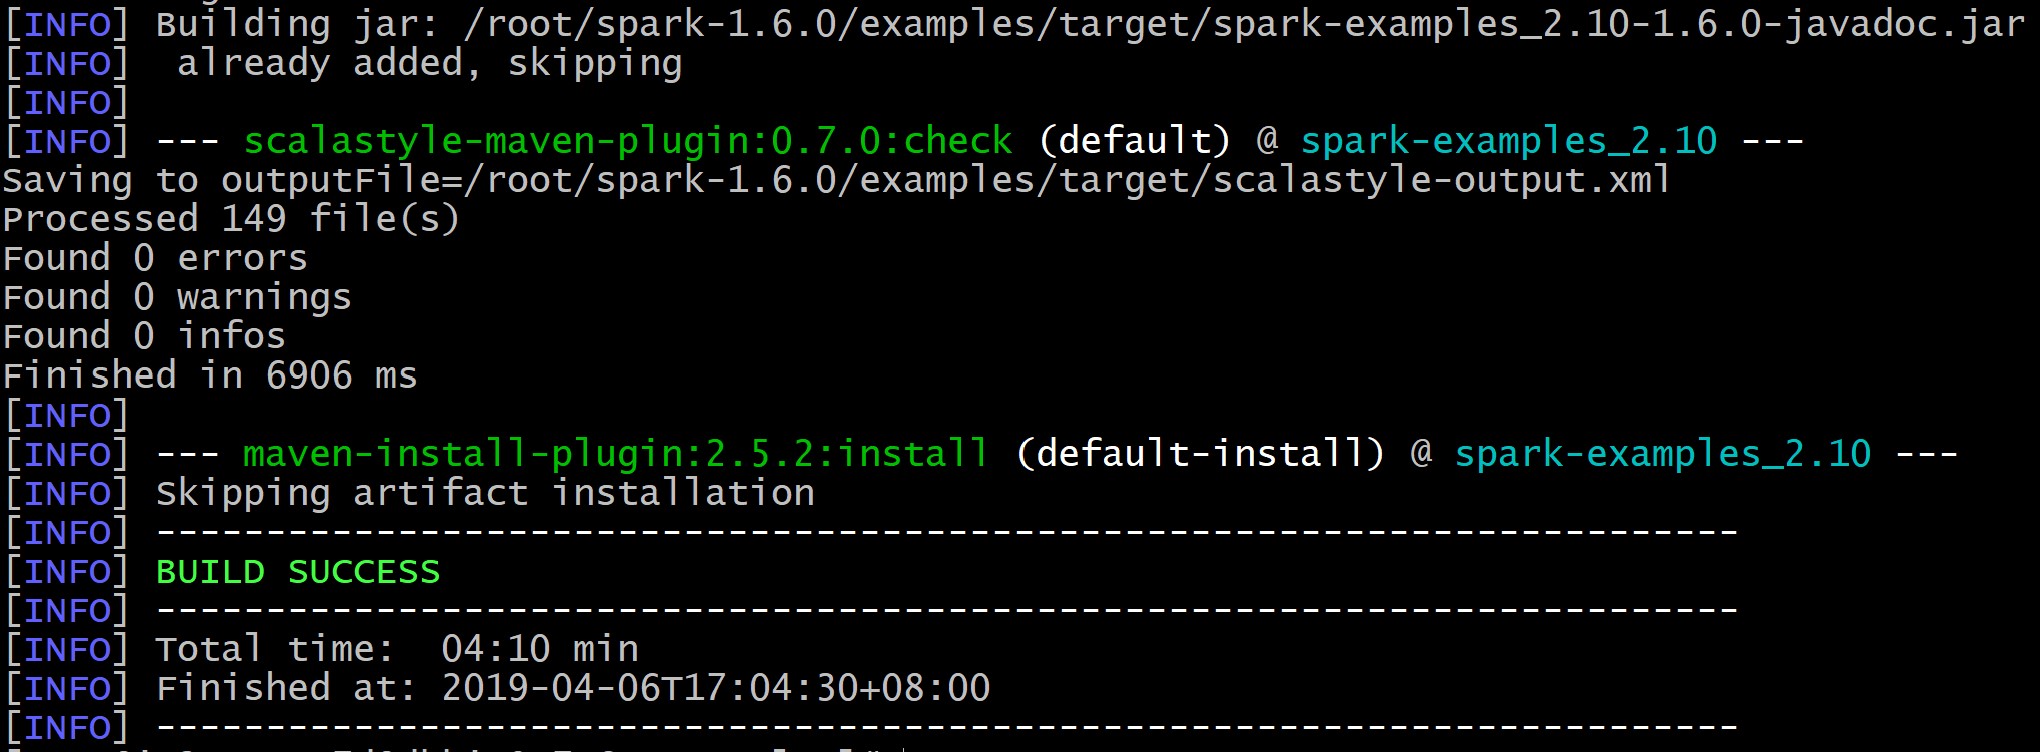 [INFO] Building jar: /root/spark-1.6.0/examples/target/spark-examples_2.10-1.6.0-javadoc.jar
[INFO]  already added, skipping
[INFO]
[INFO] --- scalastyle-maven-plugin:0.7.0:check (default) @ spark-examples_2.10 ---
Saving to outputFile=/root/spark-1.6.0/examples/target/scalastyle-output.xml
Processed 149 file(s)
Found 0 errors
Found 0 warnings
Found 0 infos
Finished in 6906 ms
[INFO]
[INFO] --- maven-install-plugin:2.5.2:install (default-install) @ spark-examples_2.10 ---
[INFO] Skipping artifact installation
[INFO] ------------------------------------------------------------------------
[INFO] BUILD SUCCESS
[INFO] ------------------------------------------------------------------------
[INFO] Total time:  04:10 min
[INFO] Finished at: 2019-04-06T17:04:30+08:00
[INFO] ------------------------------------------------------------------------